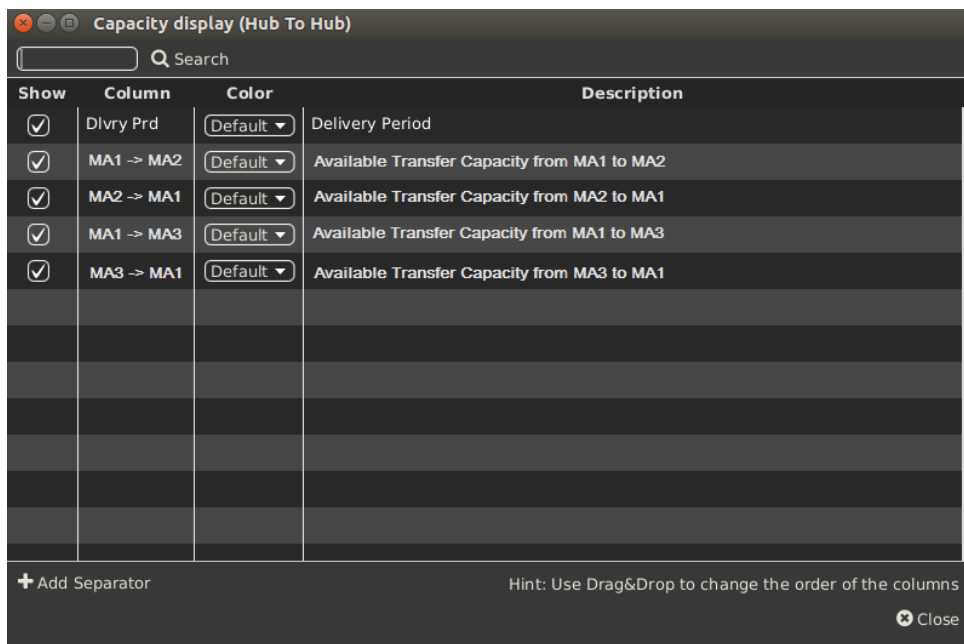 Capacity display (Hub To Hub)
Search
Show Column Color Description
Dlvry Prd Default Delivery Period
MA1 -> MA2 Default Available Transfer Capacity from MA1 to MA2
MA2 -> MA1 Default Available Transfer Capacity from MA2 to MA1
MA1 -> MA3 Default Available Transfer Capacity from MA1 to MA3
MA3 -> MA1 Default Available Transfer Capacity from MA3 to MA1
Add Separator Hint: Use Drag&Drop to change the order of the columns
Close